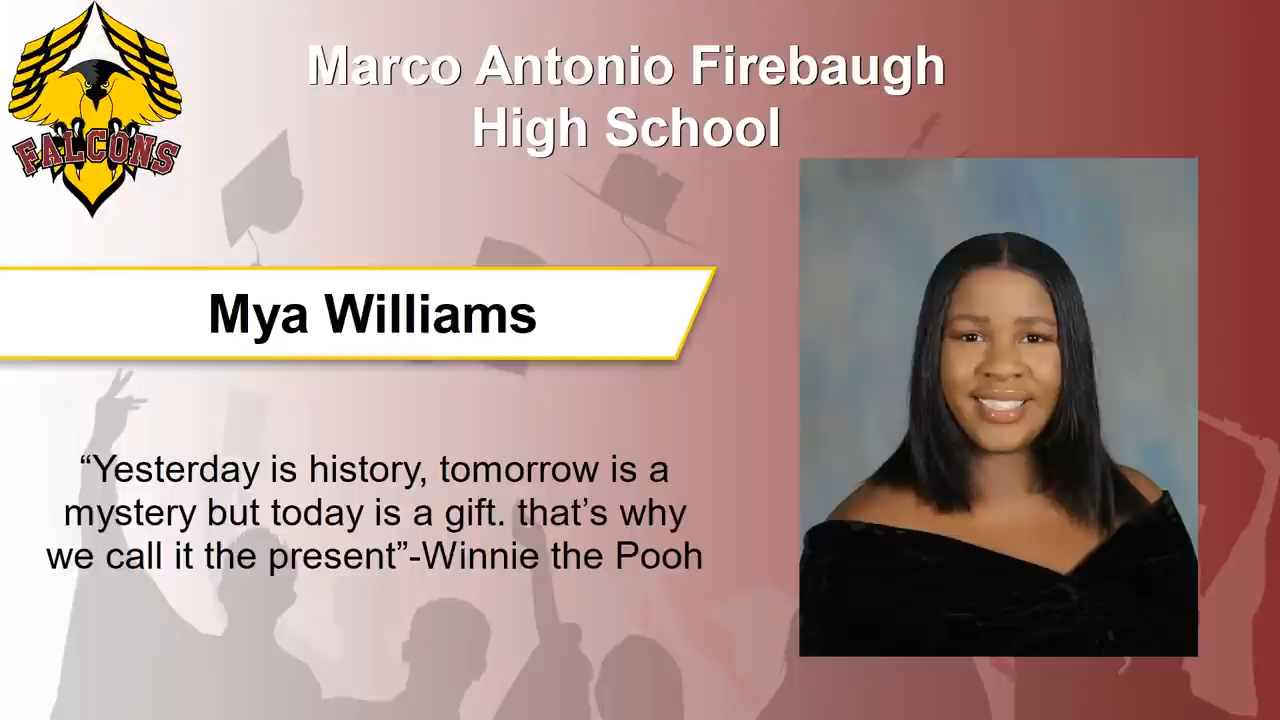 FALCONS
Marco Antonio Firebaugh
High School
Mya Williams
“Yesterday is history, tomorrow is a
mystery but today is a gift. that’s why
we call it the present”-Winnie the Pooh